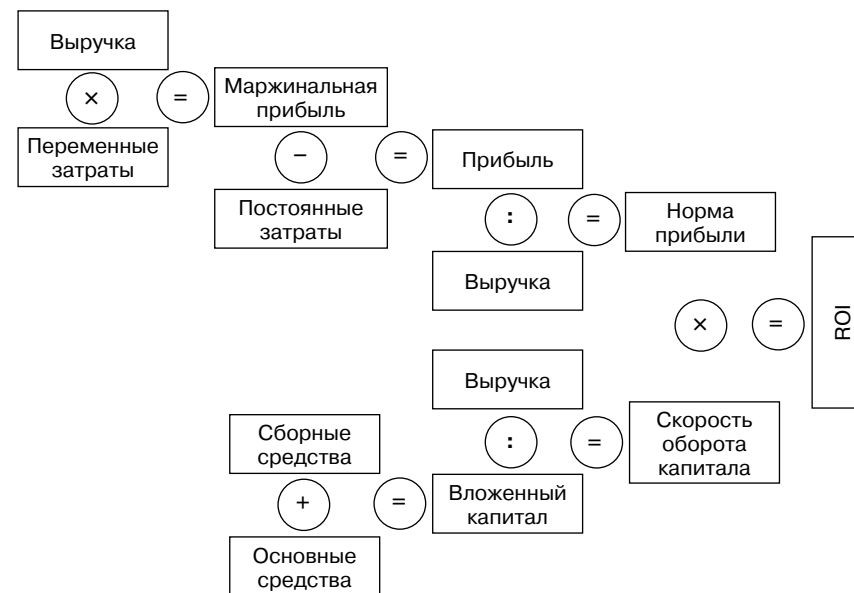 Выручка
×
=
Маржинальная
прибыль
Переменные
затраты
−
=
Прибыль
Постоянные
затраты
:
=
Норма
прибыли
Выручка
×
=
ROI
Выручка
Сборные
средства
:
=
Скорость
оборота
капитала
+
=
Вложенный
капитал
Основные
средства